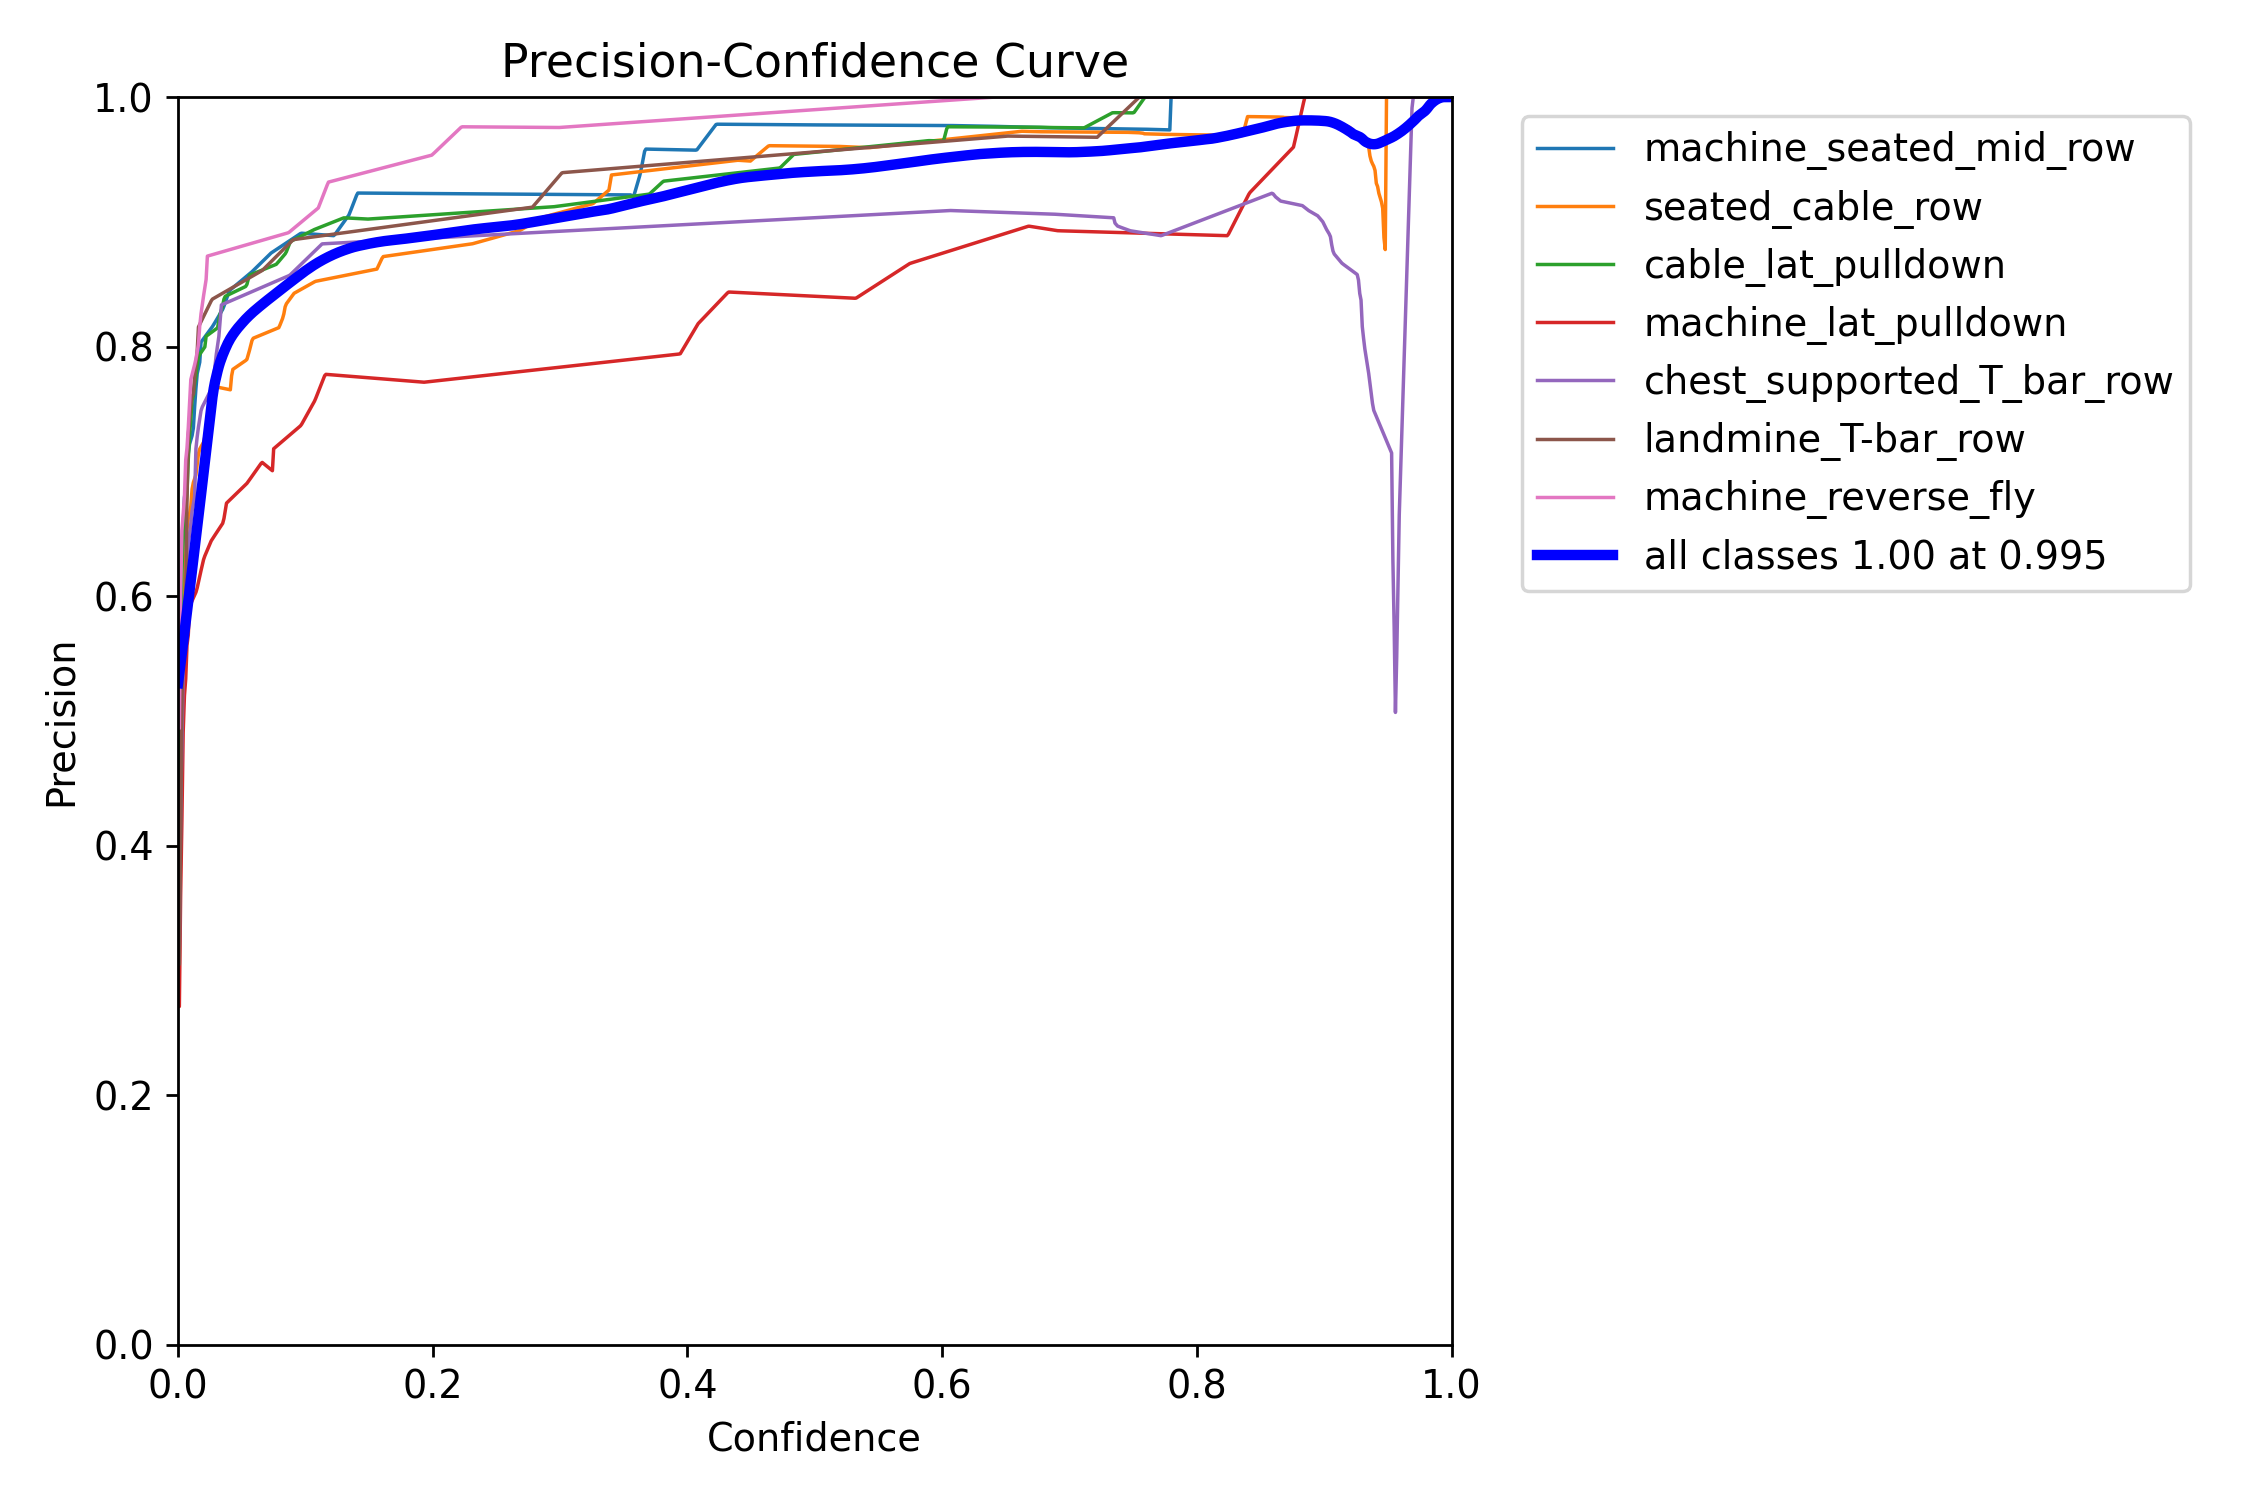 Precision-Confidence Curve
1.0
0.8
0.6
0.4
0.2
0.0
Precision
0.0 0.2 0.4 0.6 0.8 1.0
Confidence
machine_seated_mid_row
seated_cable_row
cable_lat_pulldown
machine_lat_pulldown
chest_supported_T_bar_row
landmine_T-bar_row
machine_reverse_fly
all classes 1.00 at 0.995